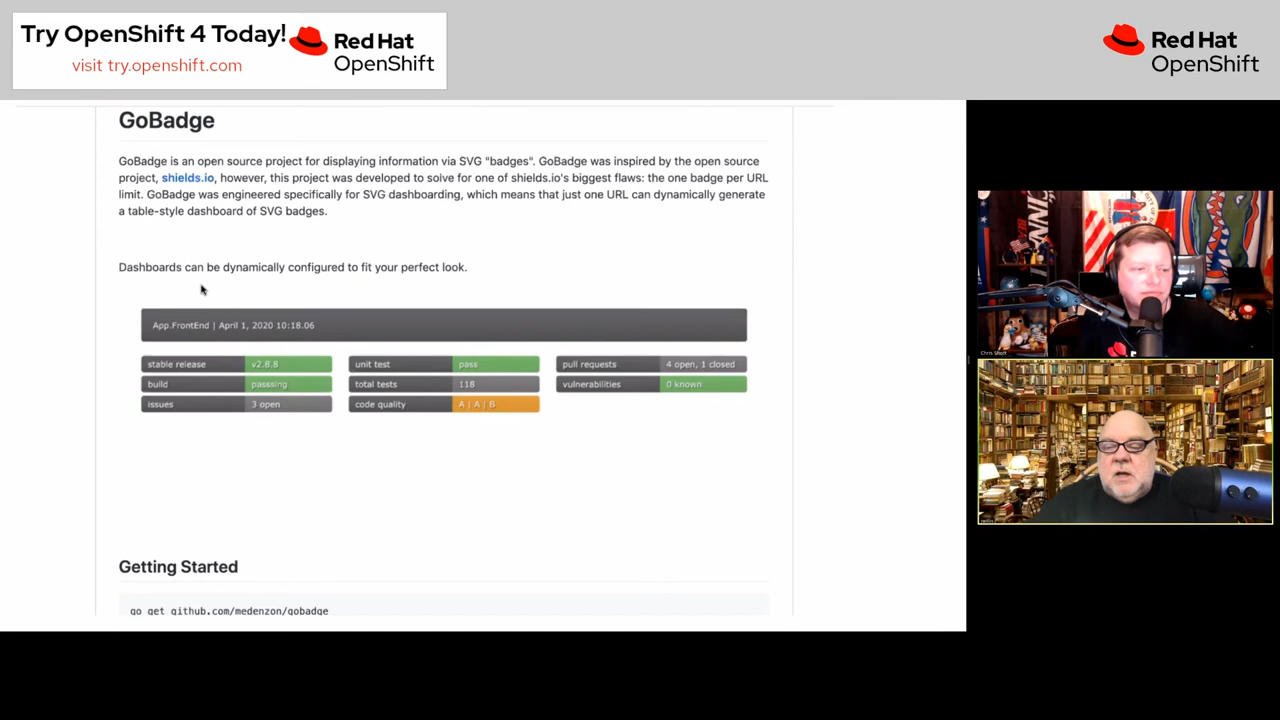 Try OpenShift 4 Today!
visit try.openshift.com
Red Hat
OpenShift
Red Hat
OpenShift
GoBadge
GoBadge is an open source project for displaying information via SVG "badges". GoBadge was inspired by the open source
project, shields.io, however, this project was developed to solve for one of shields.io's biggest flaws: the one badge per URL
limit. GoBadge was engineered specifically for SVG dashboarding, which means that just one URL can dynamically generate
a table-style dashboard of SVG badges.
Dashboards can be dynamically configured to fit your perfect look.
App.FrontEnd | April 1, 2020 10:18.06
stable release v2.8.8 unit test pass pull requests 4 open, 1 closed
build passsing total tests 118 vulnerabilities 0 known
issues 3 open code quality A | A | B
Getting Started
go get github.com/medenzon/gobadge
Chris Short